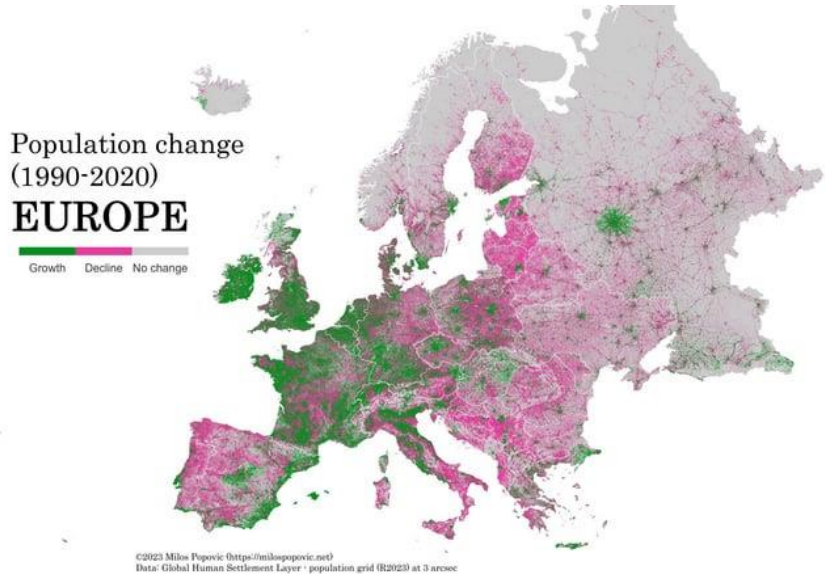 Population change
(1990-2020)
EUROPE
Growth Decline No change
©2023 Milos Popovic (https://milospopovic.net)
Data: Global Human Settlement Layer - population grid (R2023) at 3 arcsec